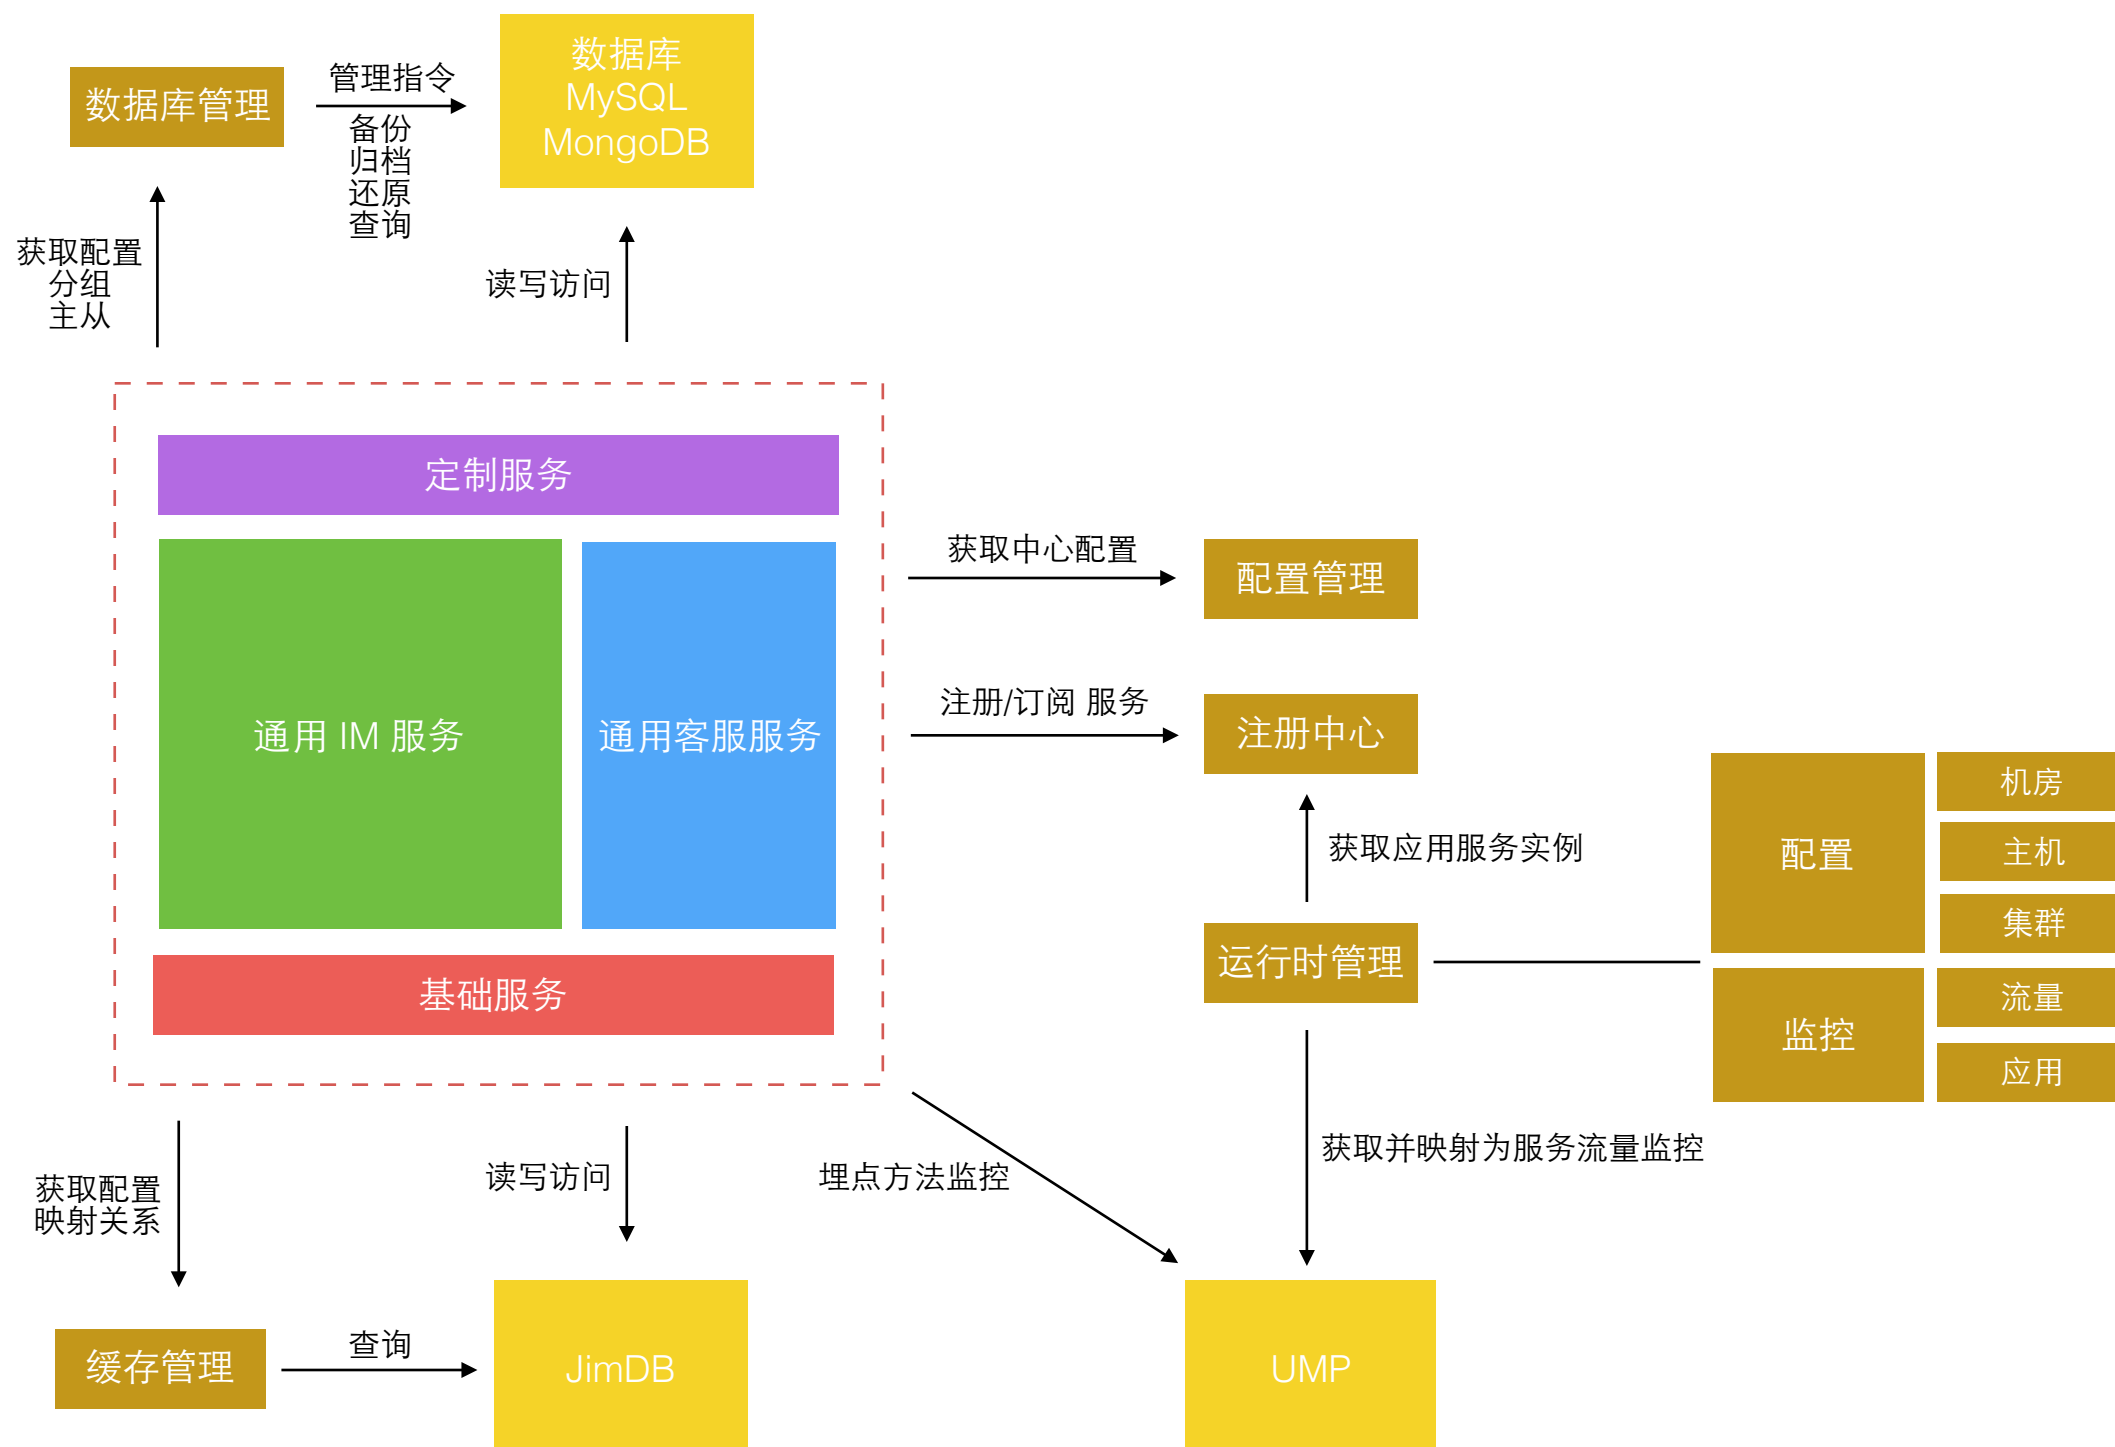 数据库管理
管理指令
备份
归档
还原
查询
数据库
MySQL
MongoDB
获取配置
分组
主从
读写访问
定制服务
通用 IM 服务
通用客服服务
基础服务
获取中心配置
配置管理
注册/订阅 服务
注册中心
获取应用服务实例
运行时管理
配置
机房
主机
集群
监控
流量
应用
获取并映射为服务流量监控
获取配置
映射关系
读写访问
埋点方法监控
缓存管理
查询
JimDB
UMP